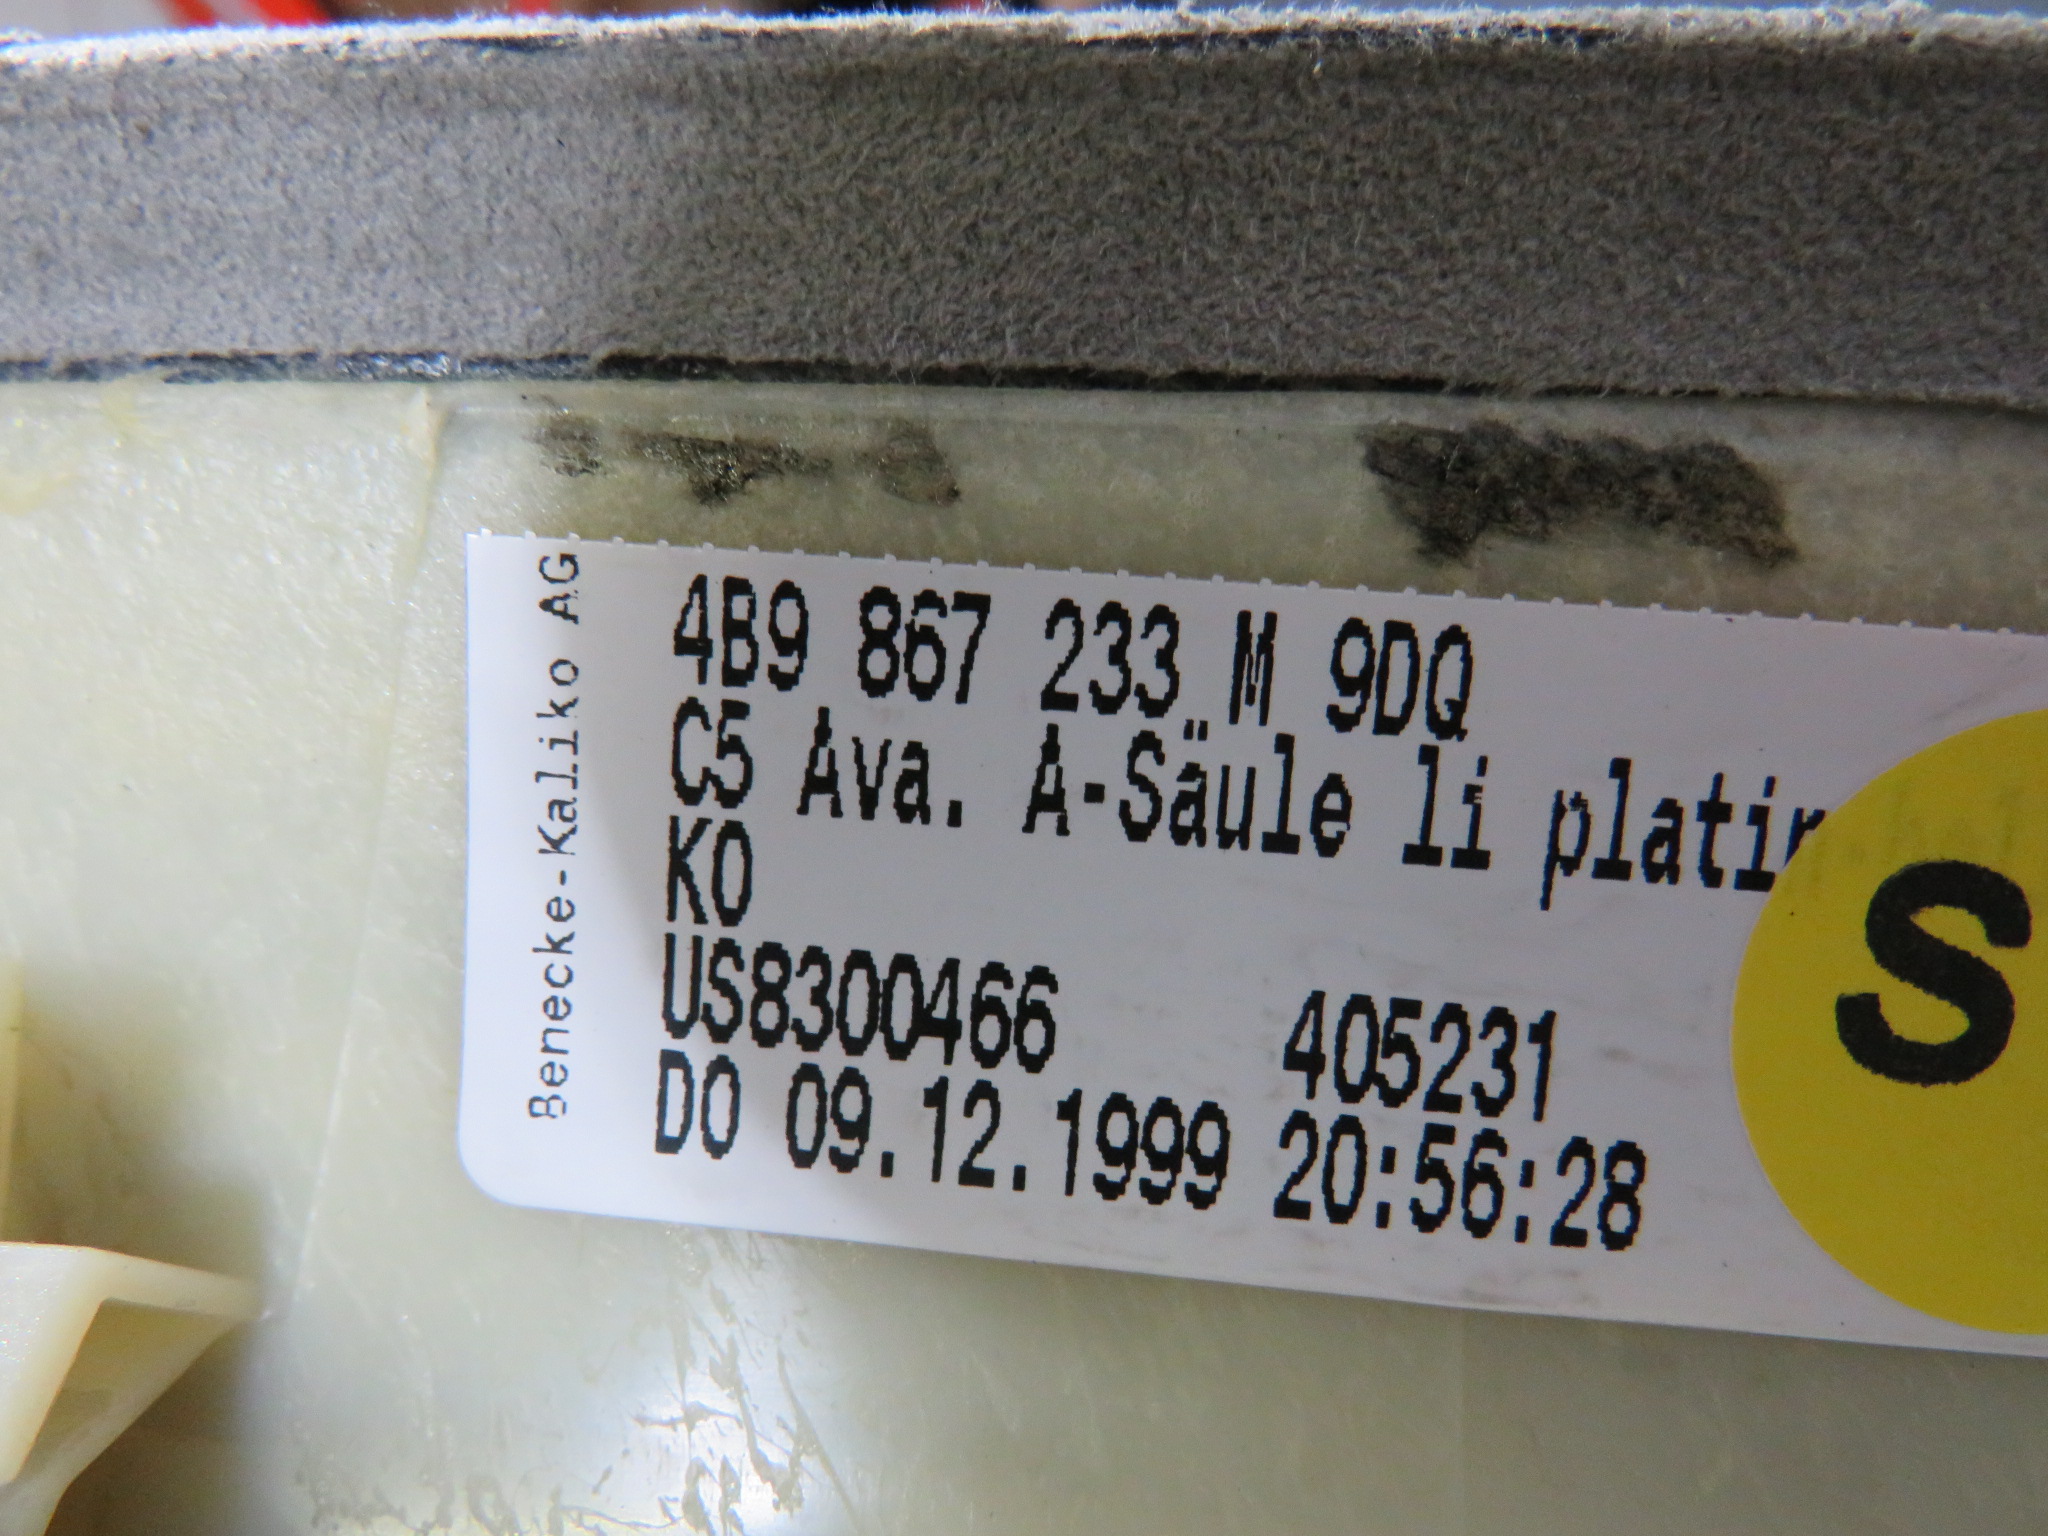 Benecke-Kaliko AG
4B9 867 233 M 9DQ
C5 Ava. A-Säule li platin
KO
US8300466 405231
DO 09.12.1999 20:56:28
S